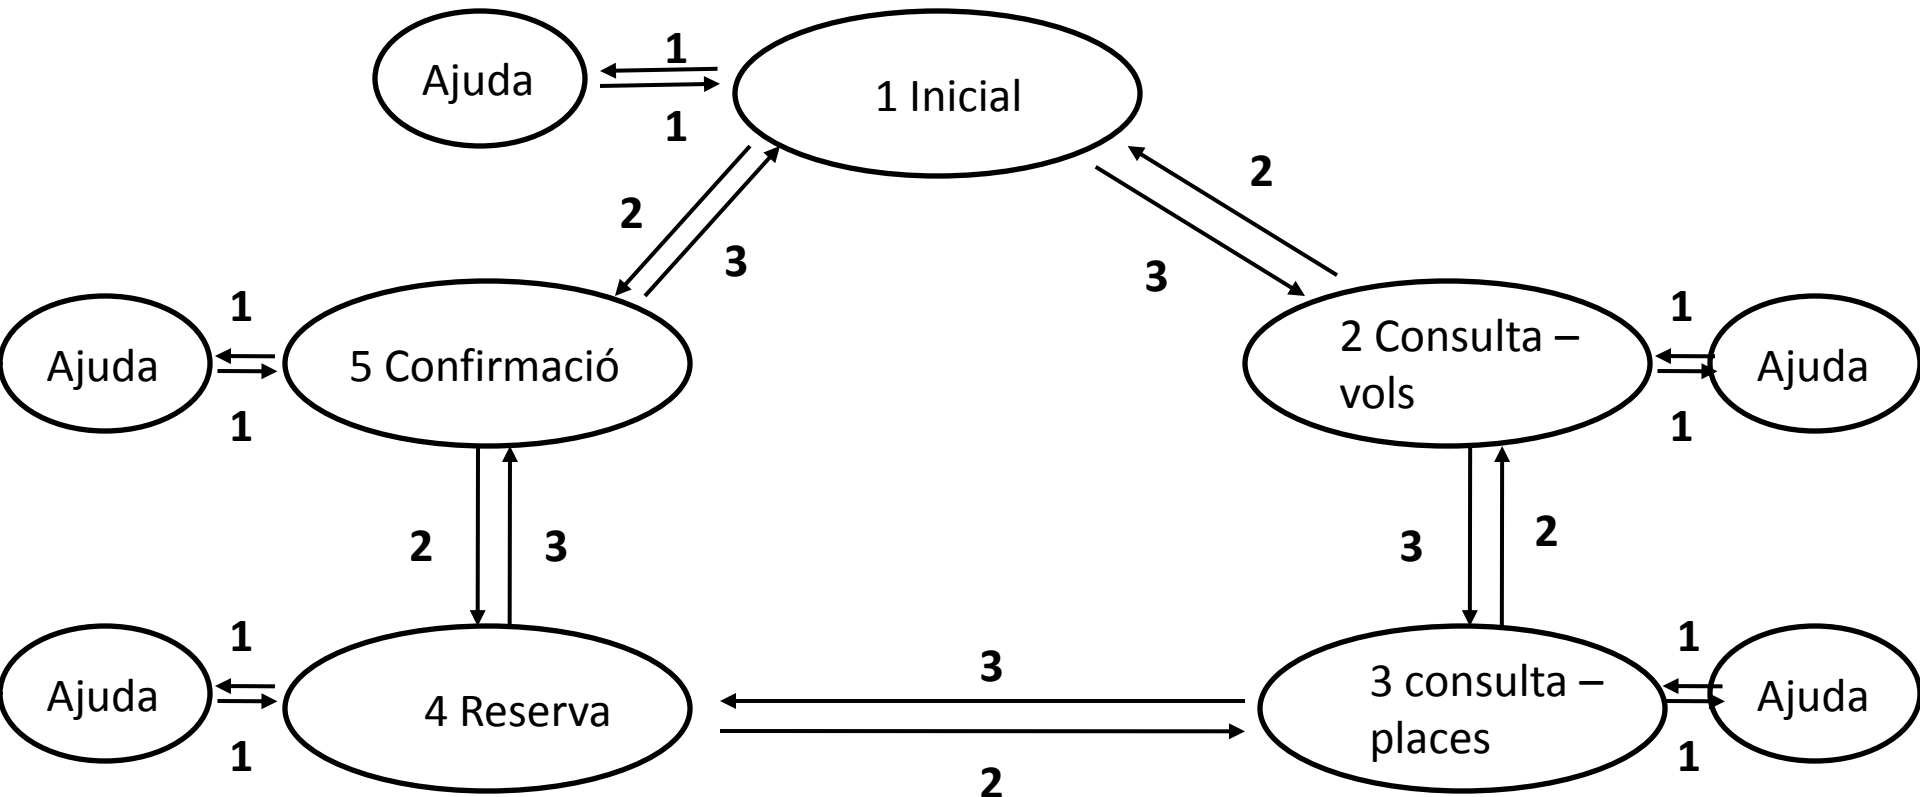 1
Ajuda
1 Inicial
1
2
2
3
3
1
1
Ajuda
5 Confirmació
2 Consulta –
vols
Ajuda
1
1
2
3
3
2
1
3
1
Ajuda
4 Reserva
3 consulta –
places
Ajuda
1
2
1